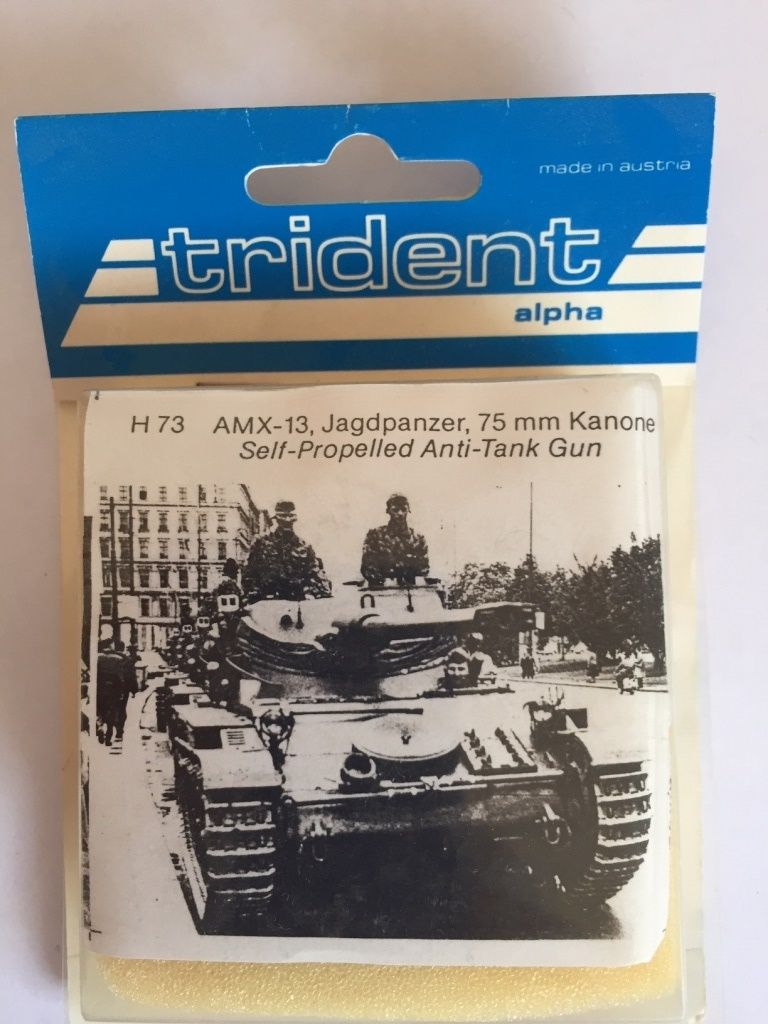 made in austria
trident
alpha
H 73 AMX-13, Jagdpanzer, 75 mm Kanone
Self-Propelled Anti-Tank Gun